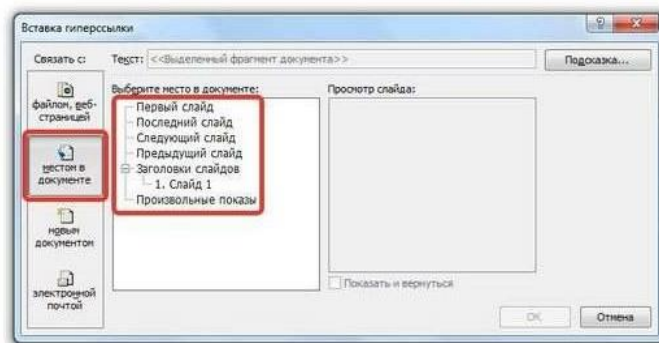 Вставка гиперссылки
Связать с:
Текст: <<Выделенный фрагмент документа>>
Подсказка...
файлом, веб-
страницей
местом в
документе
новым
документом
электронной
почтой
Выберите место в документе:
Первый слайд
Последний слайд
Следующий слайд
Предыдущий слайд
Заголовки слайдов
1. Слайд 1
Произвольные показы
Просмотр слайда:
Показать и вернуться
ОК
Отмена